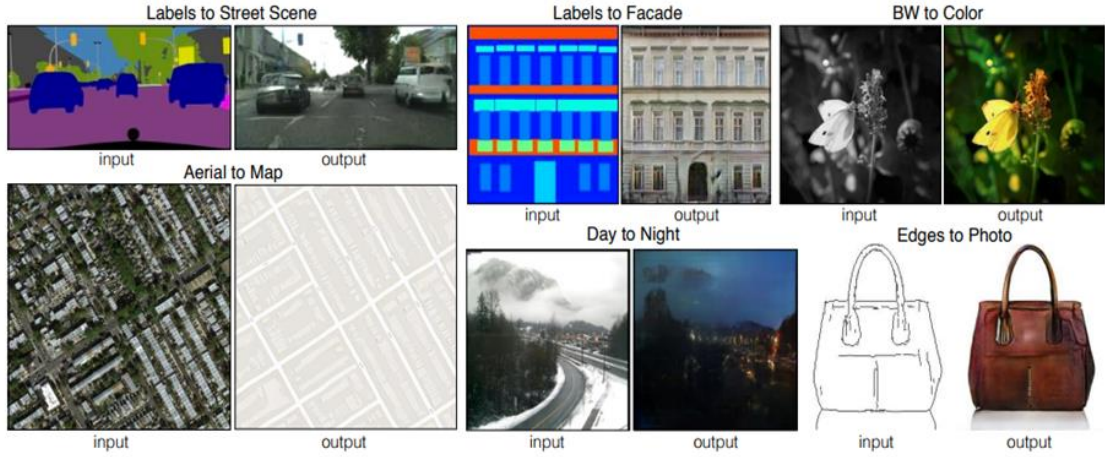 Labels to Street Scene
input
output
Aerial to Map
input
output
Labels to Facade
input
output
BW to Color
input
output
Day to Night
input
output
Edges to Photo
input
output